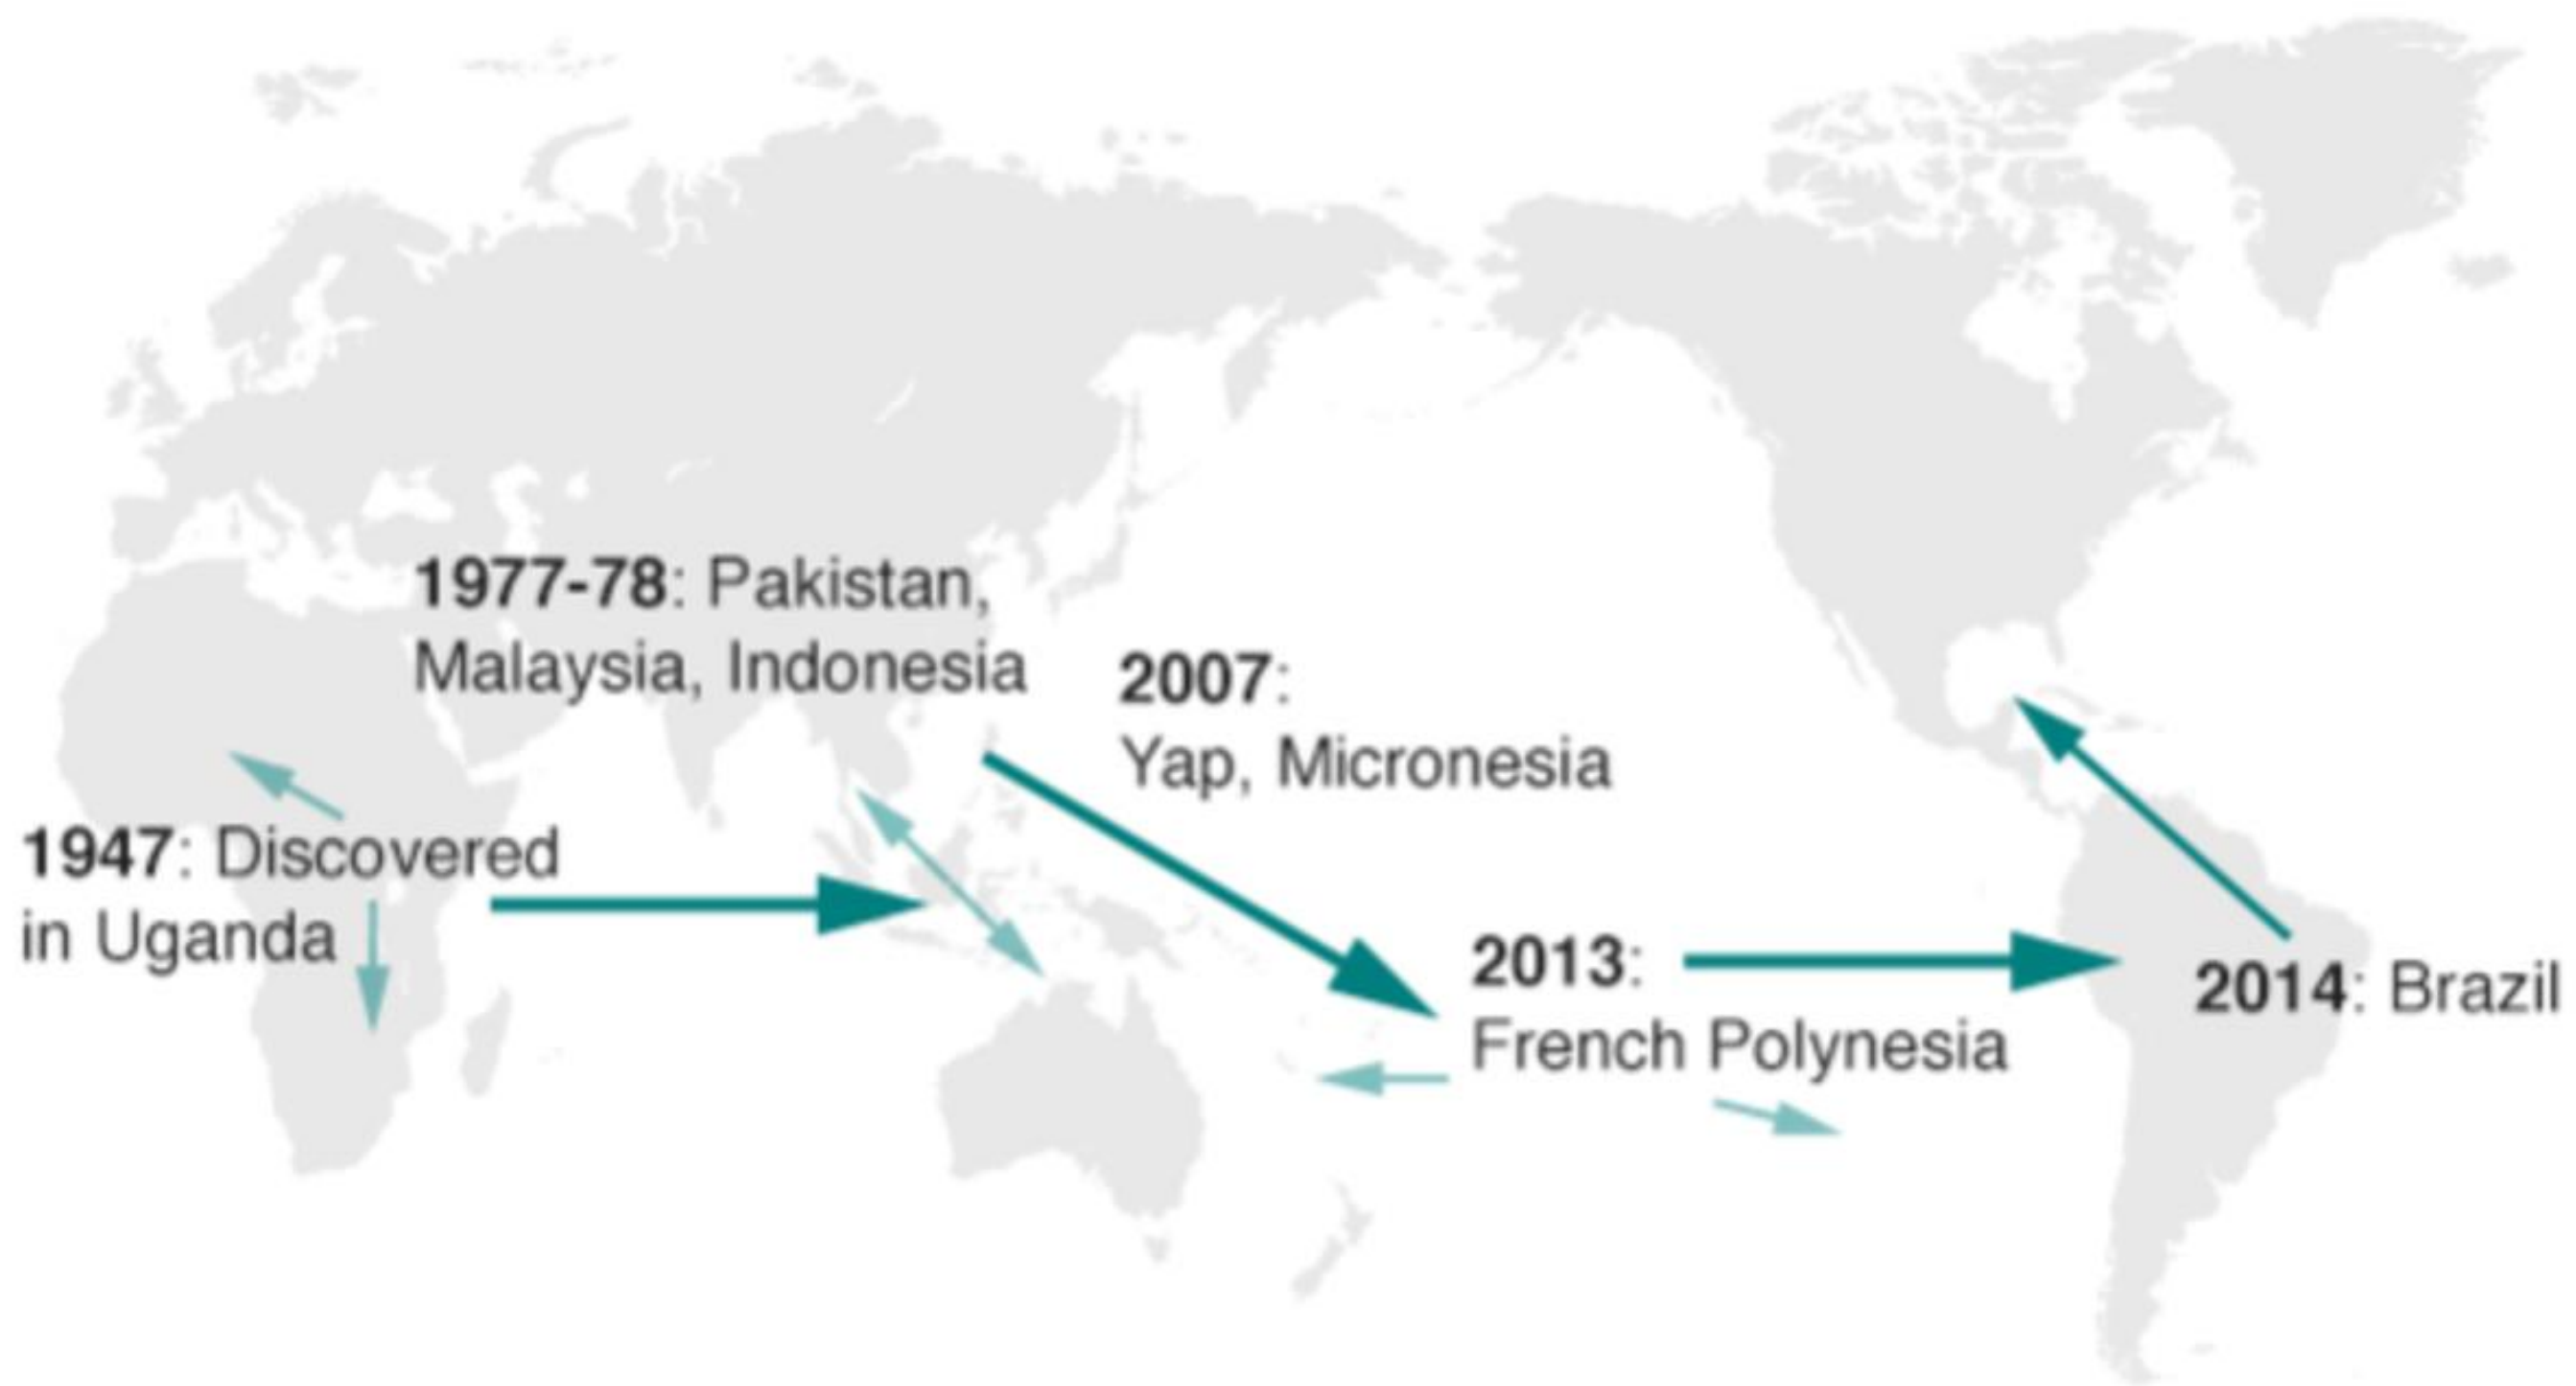 1977-78: Pakistan,
Malaysia, Indonesia
2007:
Yap, Micronesia
1947: Discovered
in Uganda
2013:
French Polynesia
2014: Brazil